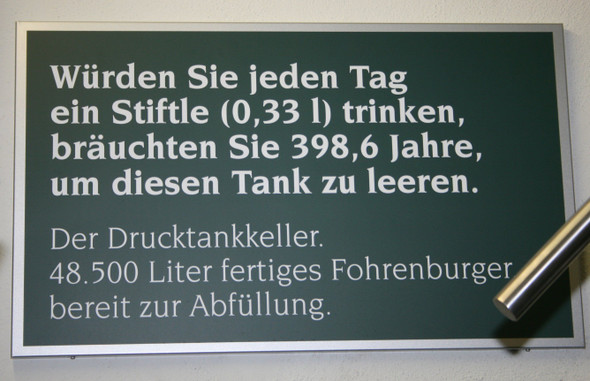 Würden Sie jeden Tag
ein Stiftle (0,33 l) trinken,
bräuchten Sie 398,6 Jahre,
um diesen Tank zu leeren.
Der Drucktankkeller.
48.500 Liter fertiges Fohrenburger
bereit zur Abfüllung.